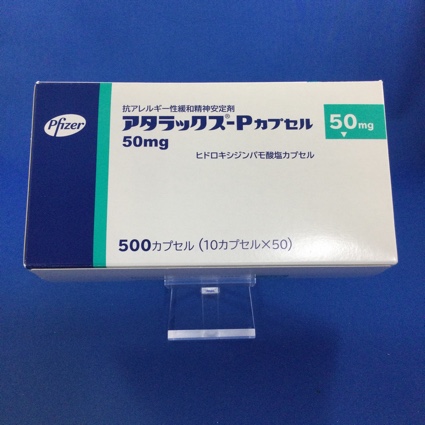 Pfizer
抗アレルギー性緩和精神安定剤
アタラックス®-Pカプセル
50mg
50mg
ヒドロキシジンパモ酸塩カプセル
500カプセル(10カプセル×50)